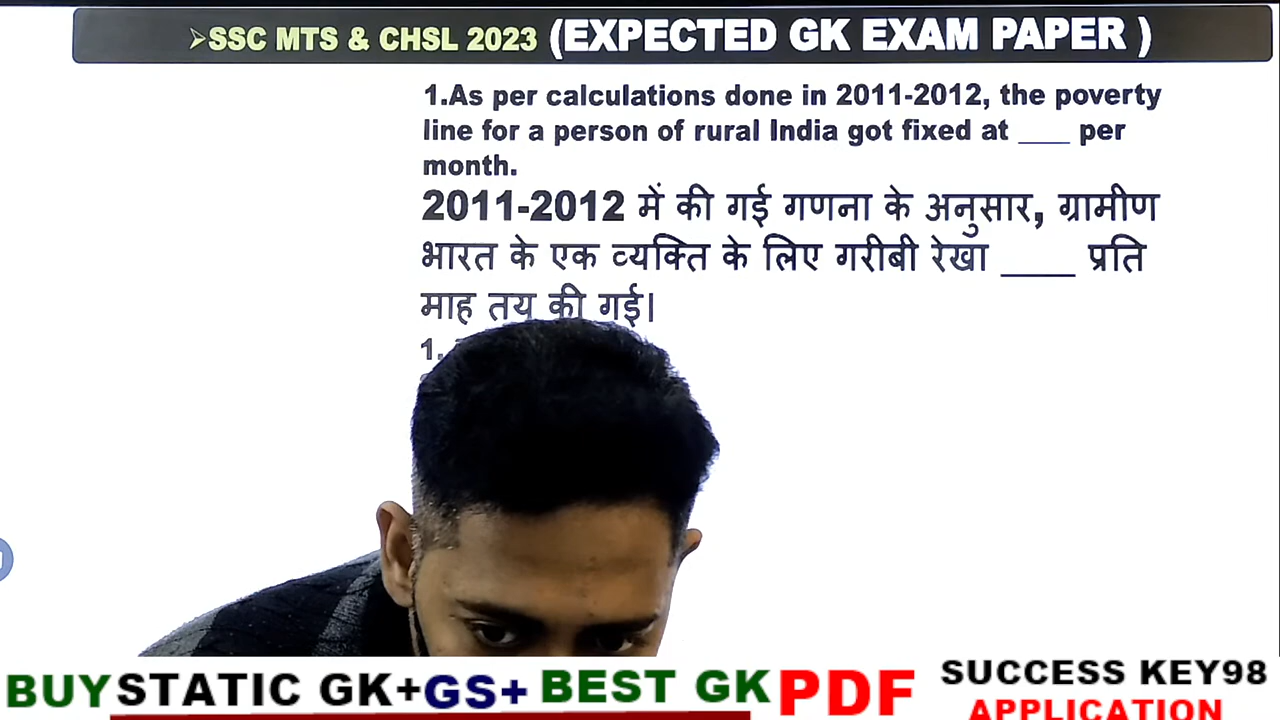 ➢SSC MTS & CHSL 2023 (EXPECTED GK EXAM PAPER )
1.As per calculations done in 2011-2012, the poverty
line for a person of rural India got fixed at ____ per
month.
2011-2012 में की गई गणना के अनुसार, ग्रामीण
भारत के एक व्यक्ति के लिए गरीबी रेखा ____ प्रति
माह तय की गई।
1.
BUY STATIC GK+GS+ BEST GK PDF
SUCCESS KEY98
APPLICATION